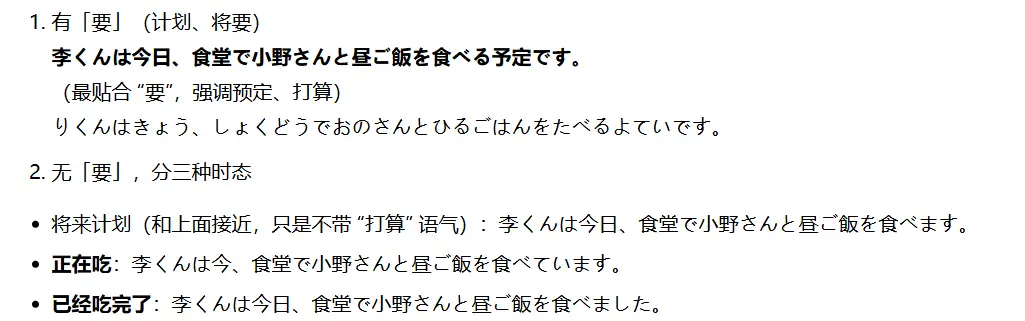 1. 有「要」（计划、将要）
李くんは今日、食堂で小野さんと昼ご飯を食べる予定です。
（最贴合 “要”，强调预定、打算）
りくんはきょう、しょくどうでおのさんとひるごはんをたべるよていです。
2. 无「要」，分三种时态
• 将来计划（和上面接近，只是不带 “打算” 语气）：李くんは今日、食堂で小野さんと昼ご飯を食べます。
• 正在吃：李くんは今、食堂で小野さんと昼ご飯を食べています。
• 已经吃完了：李くんは今日、食堂で小野さんと昼ご飯を食べました。